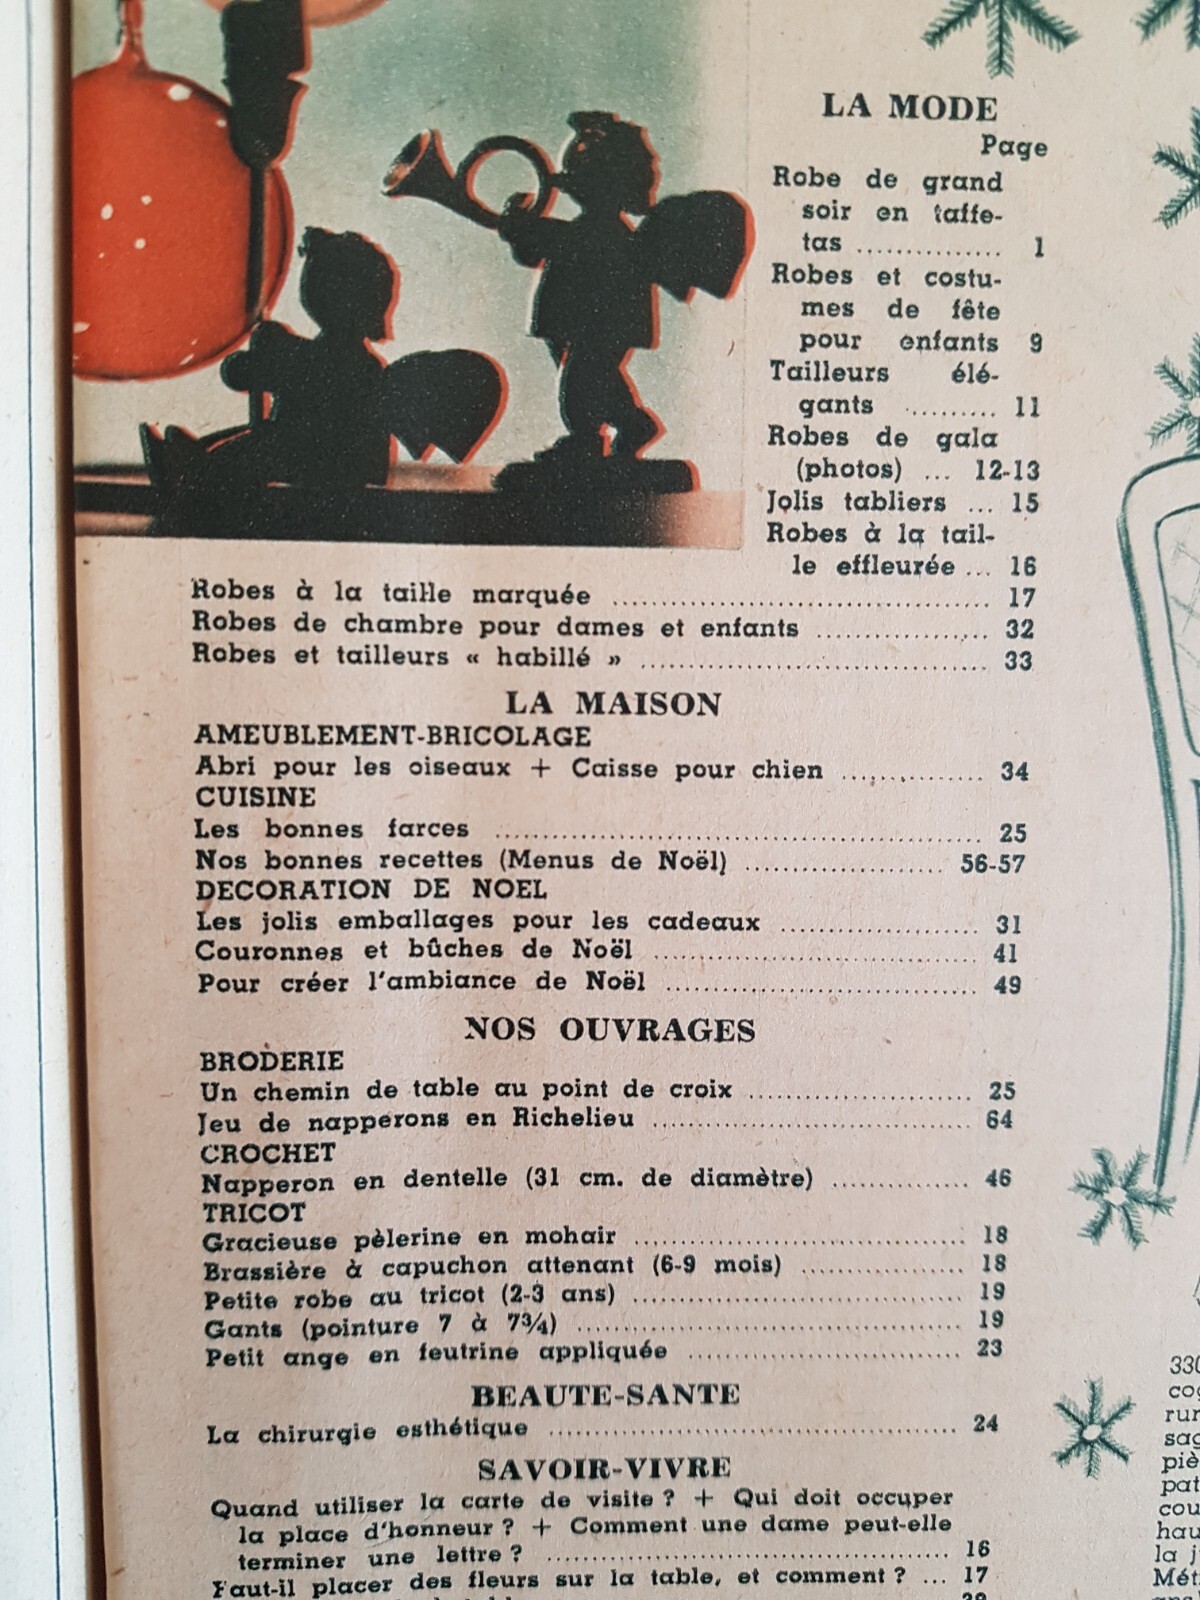 LA MODE
Page
Robe de grand
soir en taffe-
tas ............... 1
Robes et costu-
mes de fête
pour enfants 9
Tailleurs élé-
gants .......... 11
Robes de gala
(photos) ... 12-13
Jolis tabliers ... 15
Robes à la tail-
le effleurée ... 16
Robes à la taille marquée ........................................ 17
Robes de chambre pour dames et enfants .................. 32
Robes et tailleurs « habillé » .................................... 33
LA MAISON
AMEUBLEMENT-BRICOLAGE
Abri pour les oiseaux + Caisse pour chien ............... 34
CUISINE
Les bonnes farces .................................................... 25
Nos bonnes recettes (Menus de Noël) ..................... 56-57
DECORATION DE NOEL
Les jolis emballages pour les cadeaux ..................... 31
Couronnes et bûches de Noël .................................. 41
Pour créer l'ambiance de Noël ................................. 49
NOS OUVRAGES
BRODERIE
Un chemin de table au point de croix ........................ 25
Jeu de napperons en Richelieu .................................. 64
CROCHET
Napperon en dentelle (31 cm. de diamètre) ............... 46
TRICOT
Gracieuse pèlerine en mohair .................................... 18
Brassière à capuchon attenant (6-9 mois) .................. 18
Petite robe au tricot (2-3 ans) .................................... 19
Gants (pointure 7 à 7¾) .......................................... 19
Petit ange en feutrine appliquée .............................. 23
BEAUTE-SANTE
La chirurgie esthétique ............................................. 24
SAVOIR-VIVRE
Quand utiliser la carte de visite ? + Qui doit occuper
la place d'honneur ? + Comment une dame peut-elle
terminer une lettre ? ............................................. 16
Faut-il placer des fleurs sur la table, et comment ? ... 17
330
la j
Mét